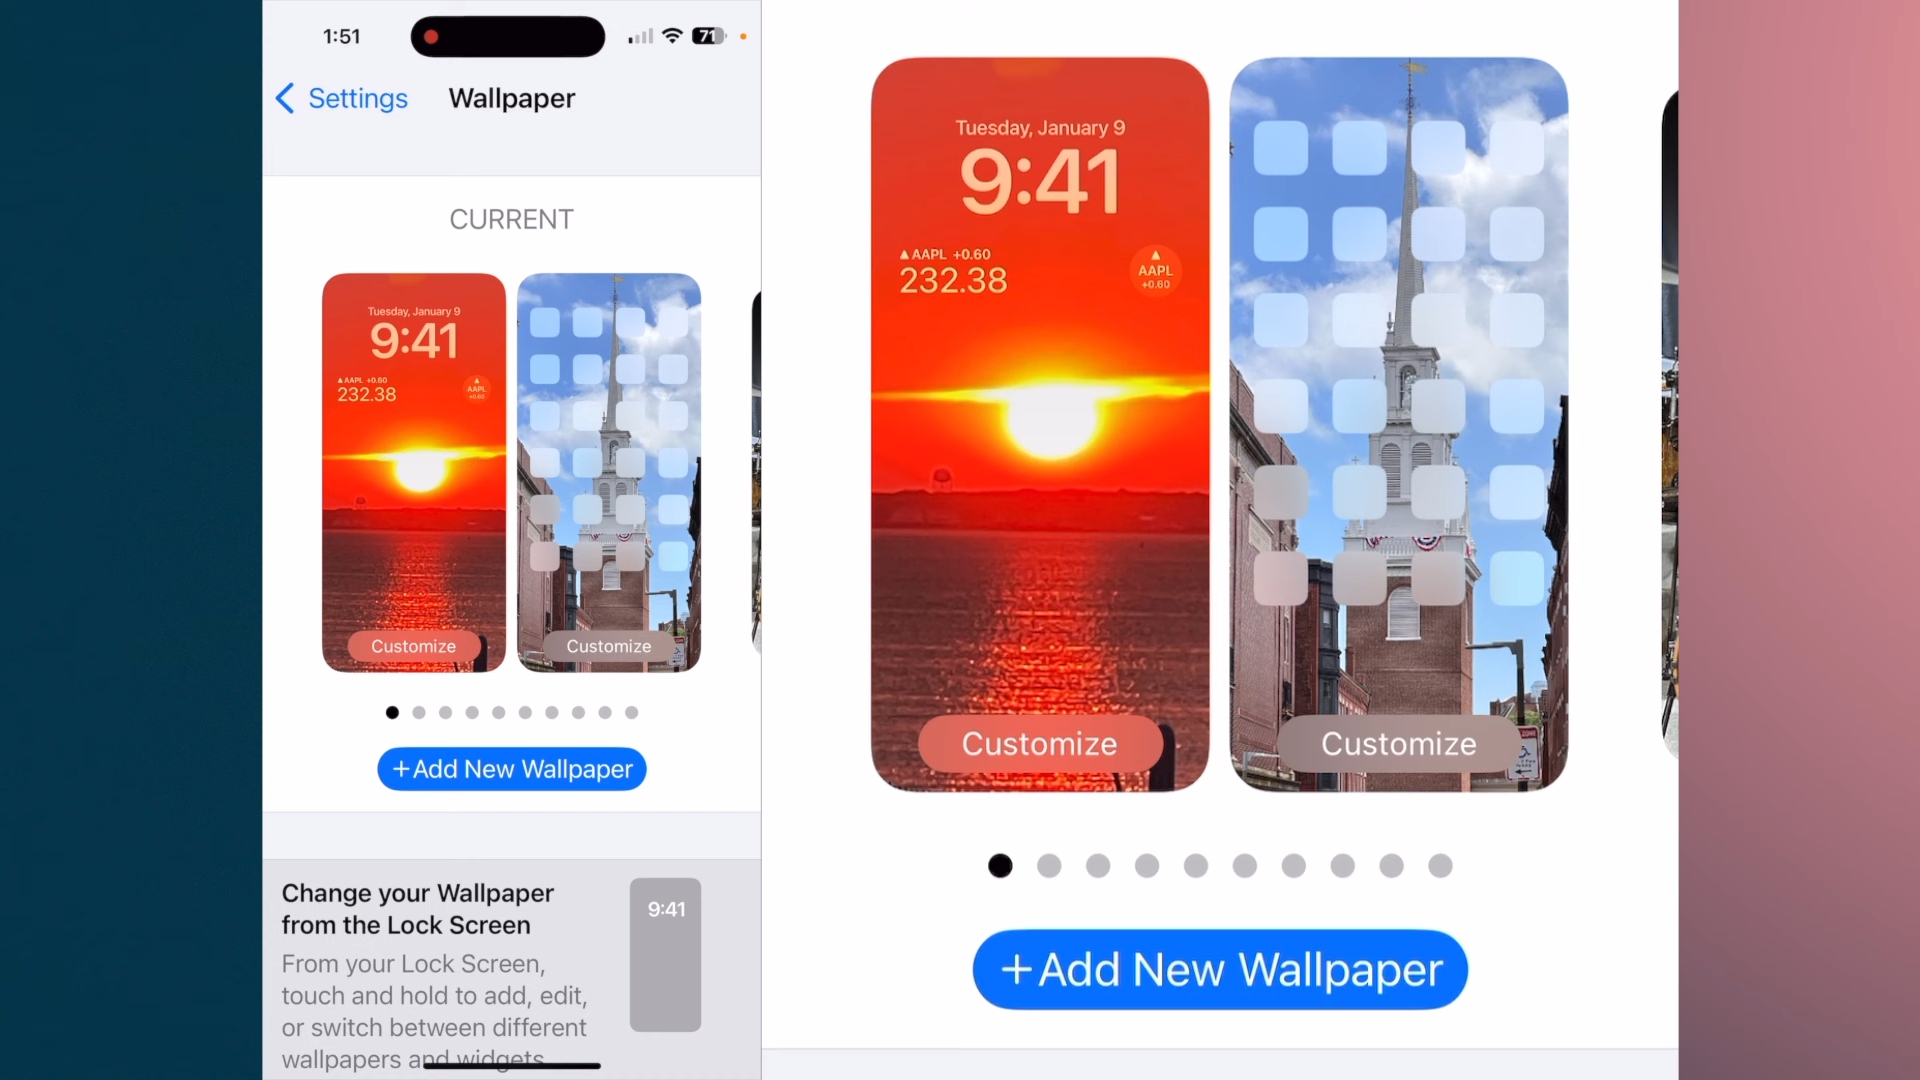 1:51
71
Settings
Wallpaper
CURRENT
Tuesday, January 9
9:41
AAPL +0.60
232.38
AAPL
+0.60
Customize
Customize
+Add New Wallpaper
Change your Wallpaper
from the Lock Screen
9:41
From your Lock Screen,
touch and hold to add, edit,
or switch between different
wallpapers and widgets
Tuesday, January 9
9:41
AAPL +0.60
232.38
AAPL
+0.60
Customize
Customize
+Add New Wallpaper